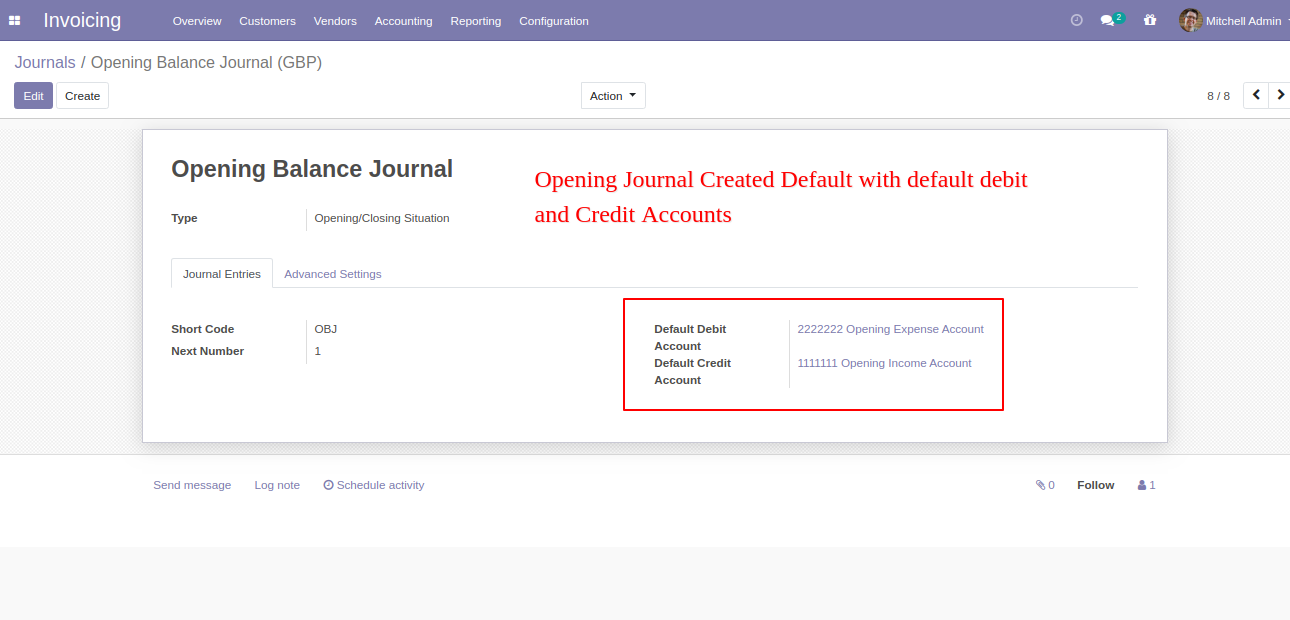 Invoicing Overview Customers Vendors Accounting Reporting Configuration 2 Mitchell Admin
Journals / Opening Balance Journal (GBP)
Edit Create Action 8 / 8
Opening Balance Journal
Opening Journal Created Default with default debit
and Credit Accounts
Type Opening/Closing Situation
Journal Entries Advanced Settings
Short Code OBJ
Next Number 1
Default Debit Account 2222222 Opening Expense Account
Default Credit Account 1111111 Opening Income Account
Send message Log note Schedule activity 0 Follow 1